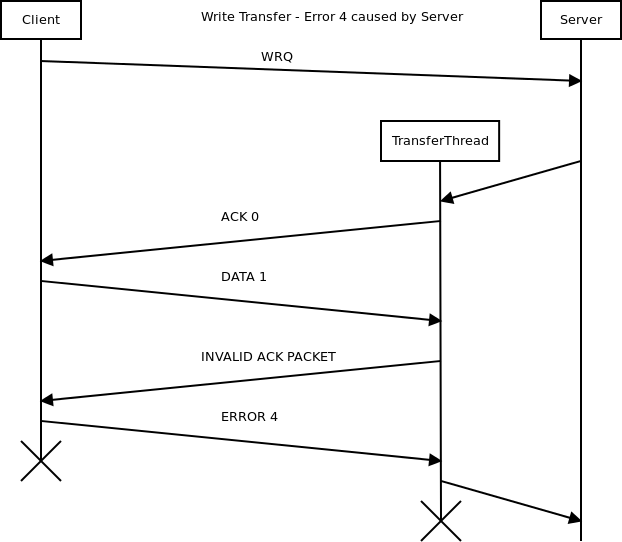 Client
Write Transfer - Error 4 caused by Server
Server
WRQ
TransferThread
ACK 0
DATA 1
INVALID ACK PACKET
ERROR 4